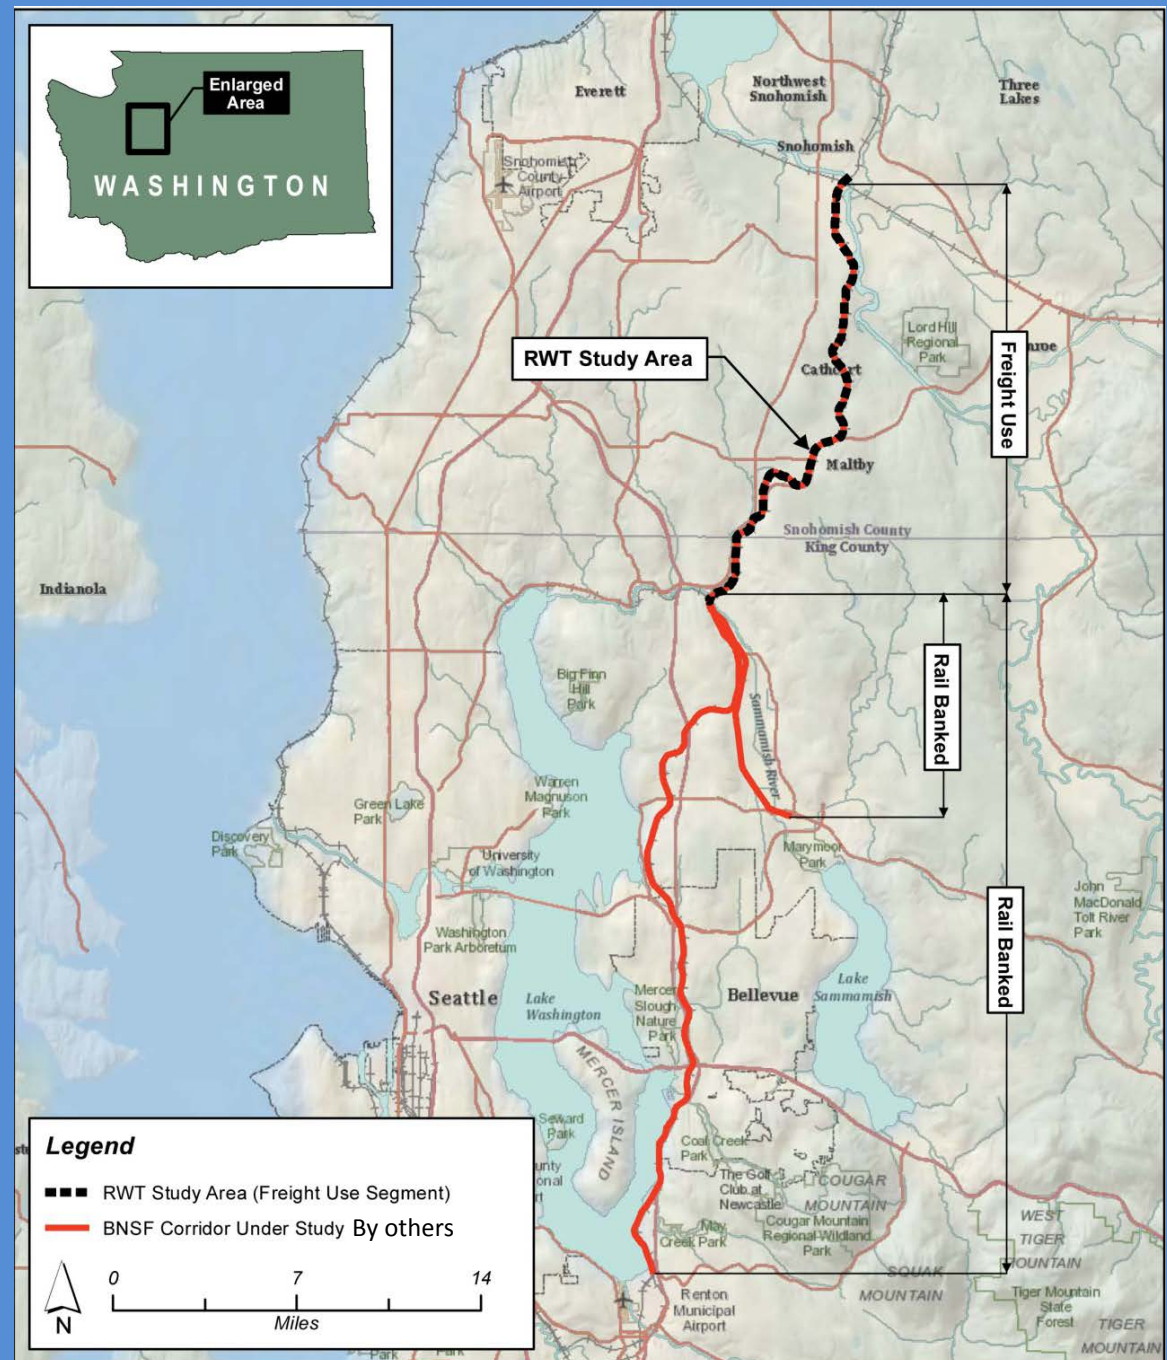 Enlarged
Area
WASHINGTON
Everett
Northwest
Snohomish
Three
Lakes
Snohomish
Snohomish
County
Airport
RWT Study Area
Lord Hill
Regional
Park
Cathcart
Freight Use
Maltby
Snohomish County
King County
Indianola
Big Finn
Hill
Park
Sammamish River
Rail Banked
Warren
Magnuson
Park
Green Lake
Park
Discovery
Park
University
of Washington
Marymoor
Park
John
MacDonald
Tolt River
Park
Washington
Park Arboretum
Rail Banked
Seattle
Lake
Washington
Mercer
Slough
Nature
Park
Bellevue
Lake
Sammamish
MERCER ISLAND
Seward
Park
Coal Creek
Park
The Golf
Club at
Newcastle
COUGAR
MOUNTAIN
May
Creek Park
Cougar Mountain
Regional Wildland
Park
WEST
TIGER
MOUNTAIN
SQUAK
MOUNTAIN
Tiger Mountain
State
Forest
TIGER
MOUNTAIN
Renton
Municipal
Airport
Legend
RWT Study Area (Freight Use Segment)
BNSF Corridor Under Study By others
0 7 14
Miles
N
Park Park